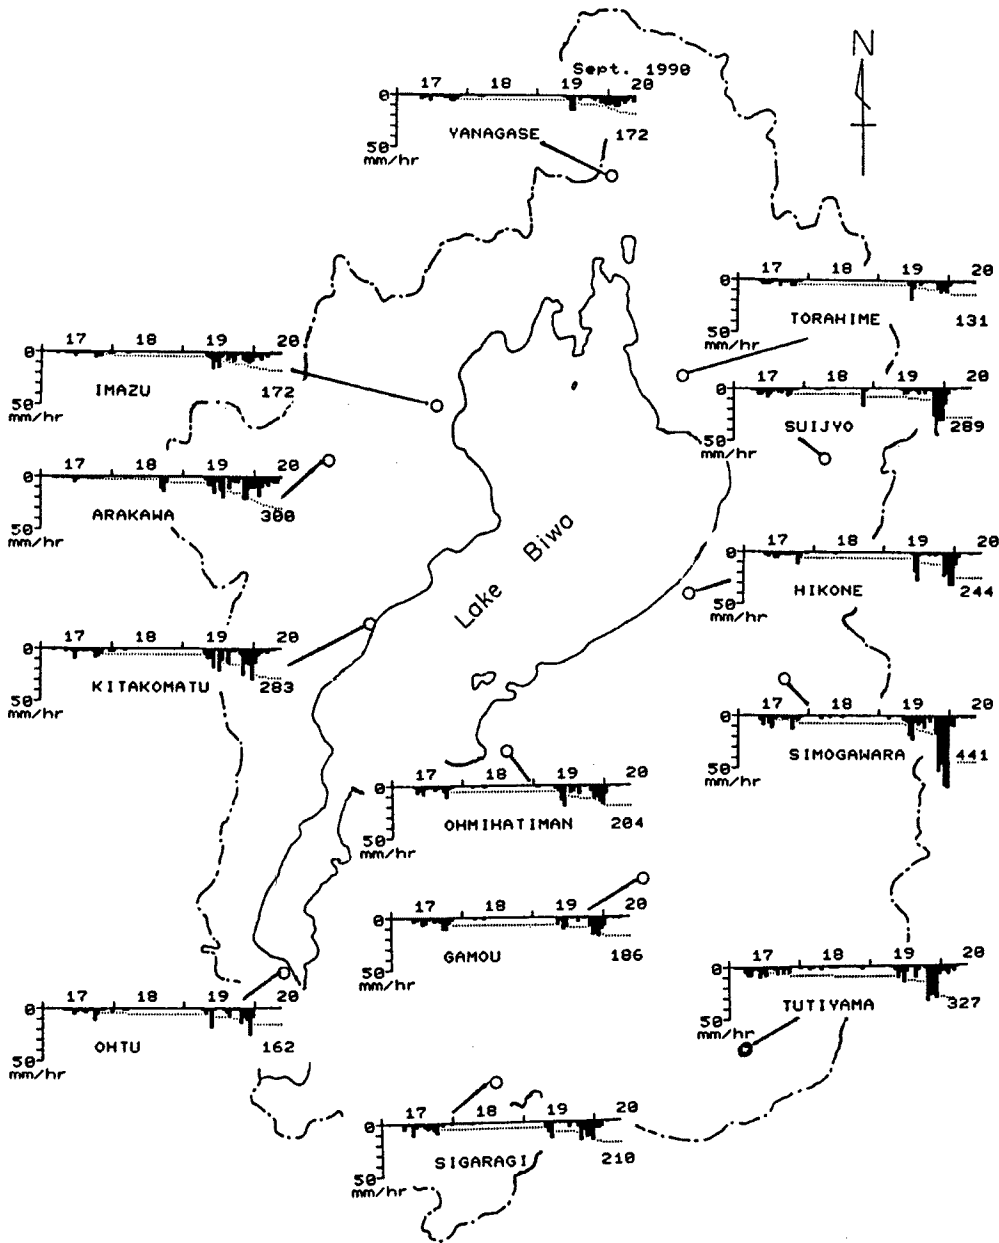 N
Sept. 1990
17 18 19 20
0
YANAGASE 172
50
mm/hr
17 18 19 20
0
TORAHIME 131
50
mm/hr
17 18 19 20
0
IMAZU 172
50
mm/hr
17 18 19 20
0
SUIJYO 289
50
mm/hr
17 18 19 20
0
ARAKAWA 300
50
mm/hr
Lake Biwa
17 18 19 20
0
HIKONE 244
50
mm/hr
17 18 19 20
0
KITAKOMATU 283
50
mm/hr
17 18 19 20
0
SIMOGAWARA 441
50
mm/hr
17 18 19 20
0
OHMIHATIMAN 204
50
mm/hr
17 18 19 20
0
GAMOU 186
50
mm/hr
17 18 19 20
0
TUTIYAMA 327
50
mm/hr
17 18 19 20
0
OHTU 162
50
mm/hr
17 18 19 20
0
SIGARAGI 210
50
mm/hr